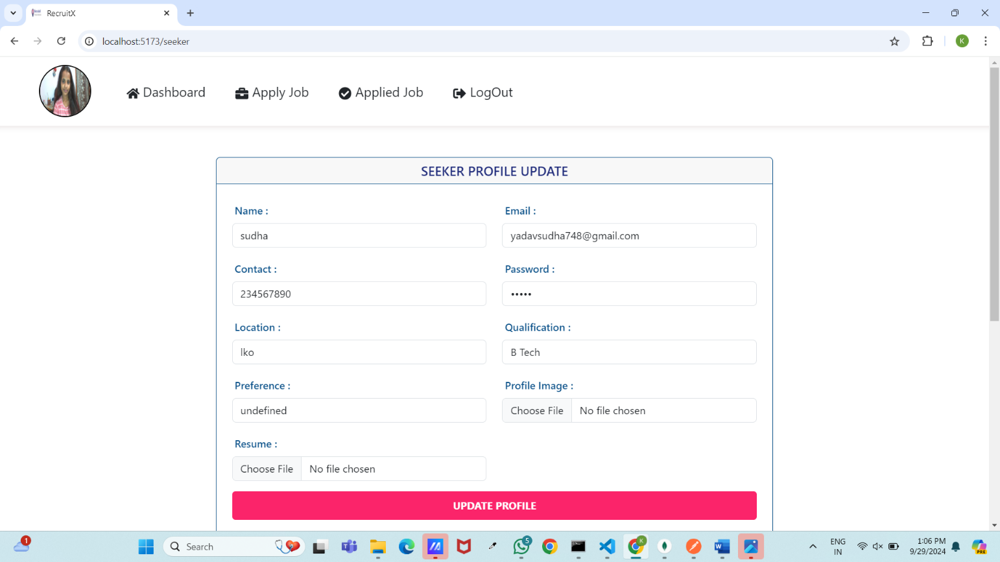 RecruitX
localhost:5173/seeker
K
Dashboard
Apply Job
Applied Job
LogOut
SEEKER PROFILE UPDATE
Name :
Email :
sudha
yadavsudha748@gmail.com
Contact :
Password :
234567890
•••••
Location :
Qualification :
lko
B Tech
Preference :
Profile Image :
undefined
Choose File
No file chosen
Resume :
Choose File
No file chosen
UPDATE PROFILE
1
Search
5
K
ENG
IN
1:06 PM
9/29/2024
PRE